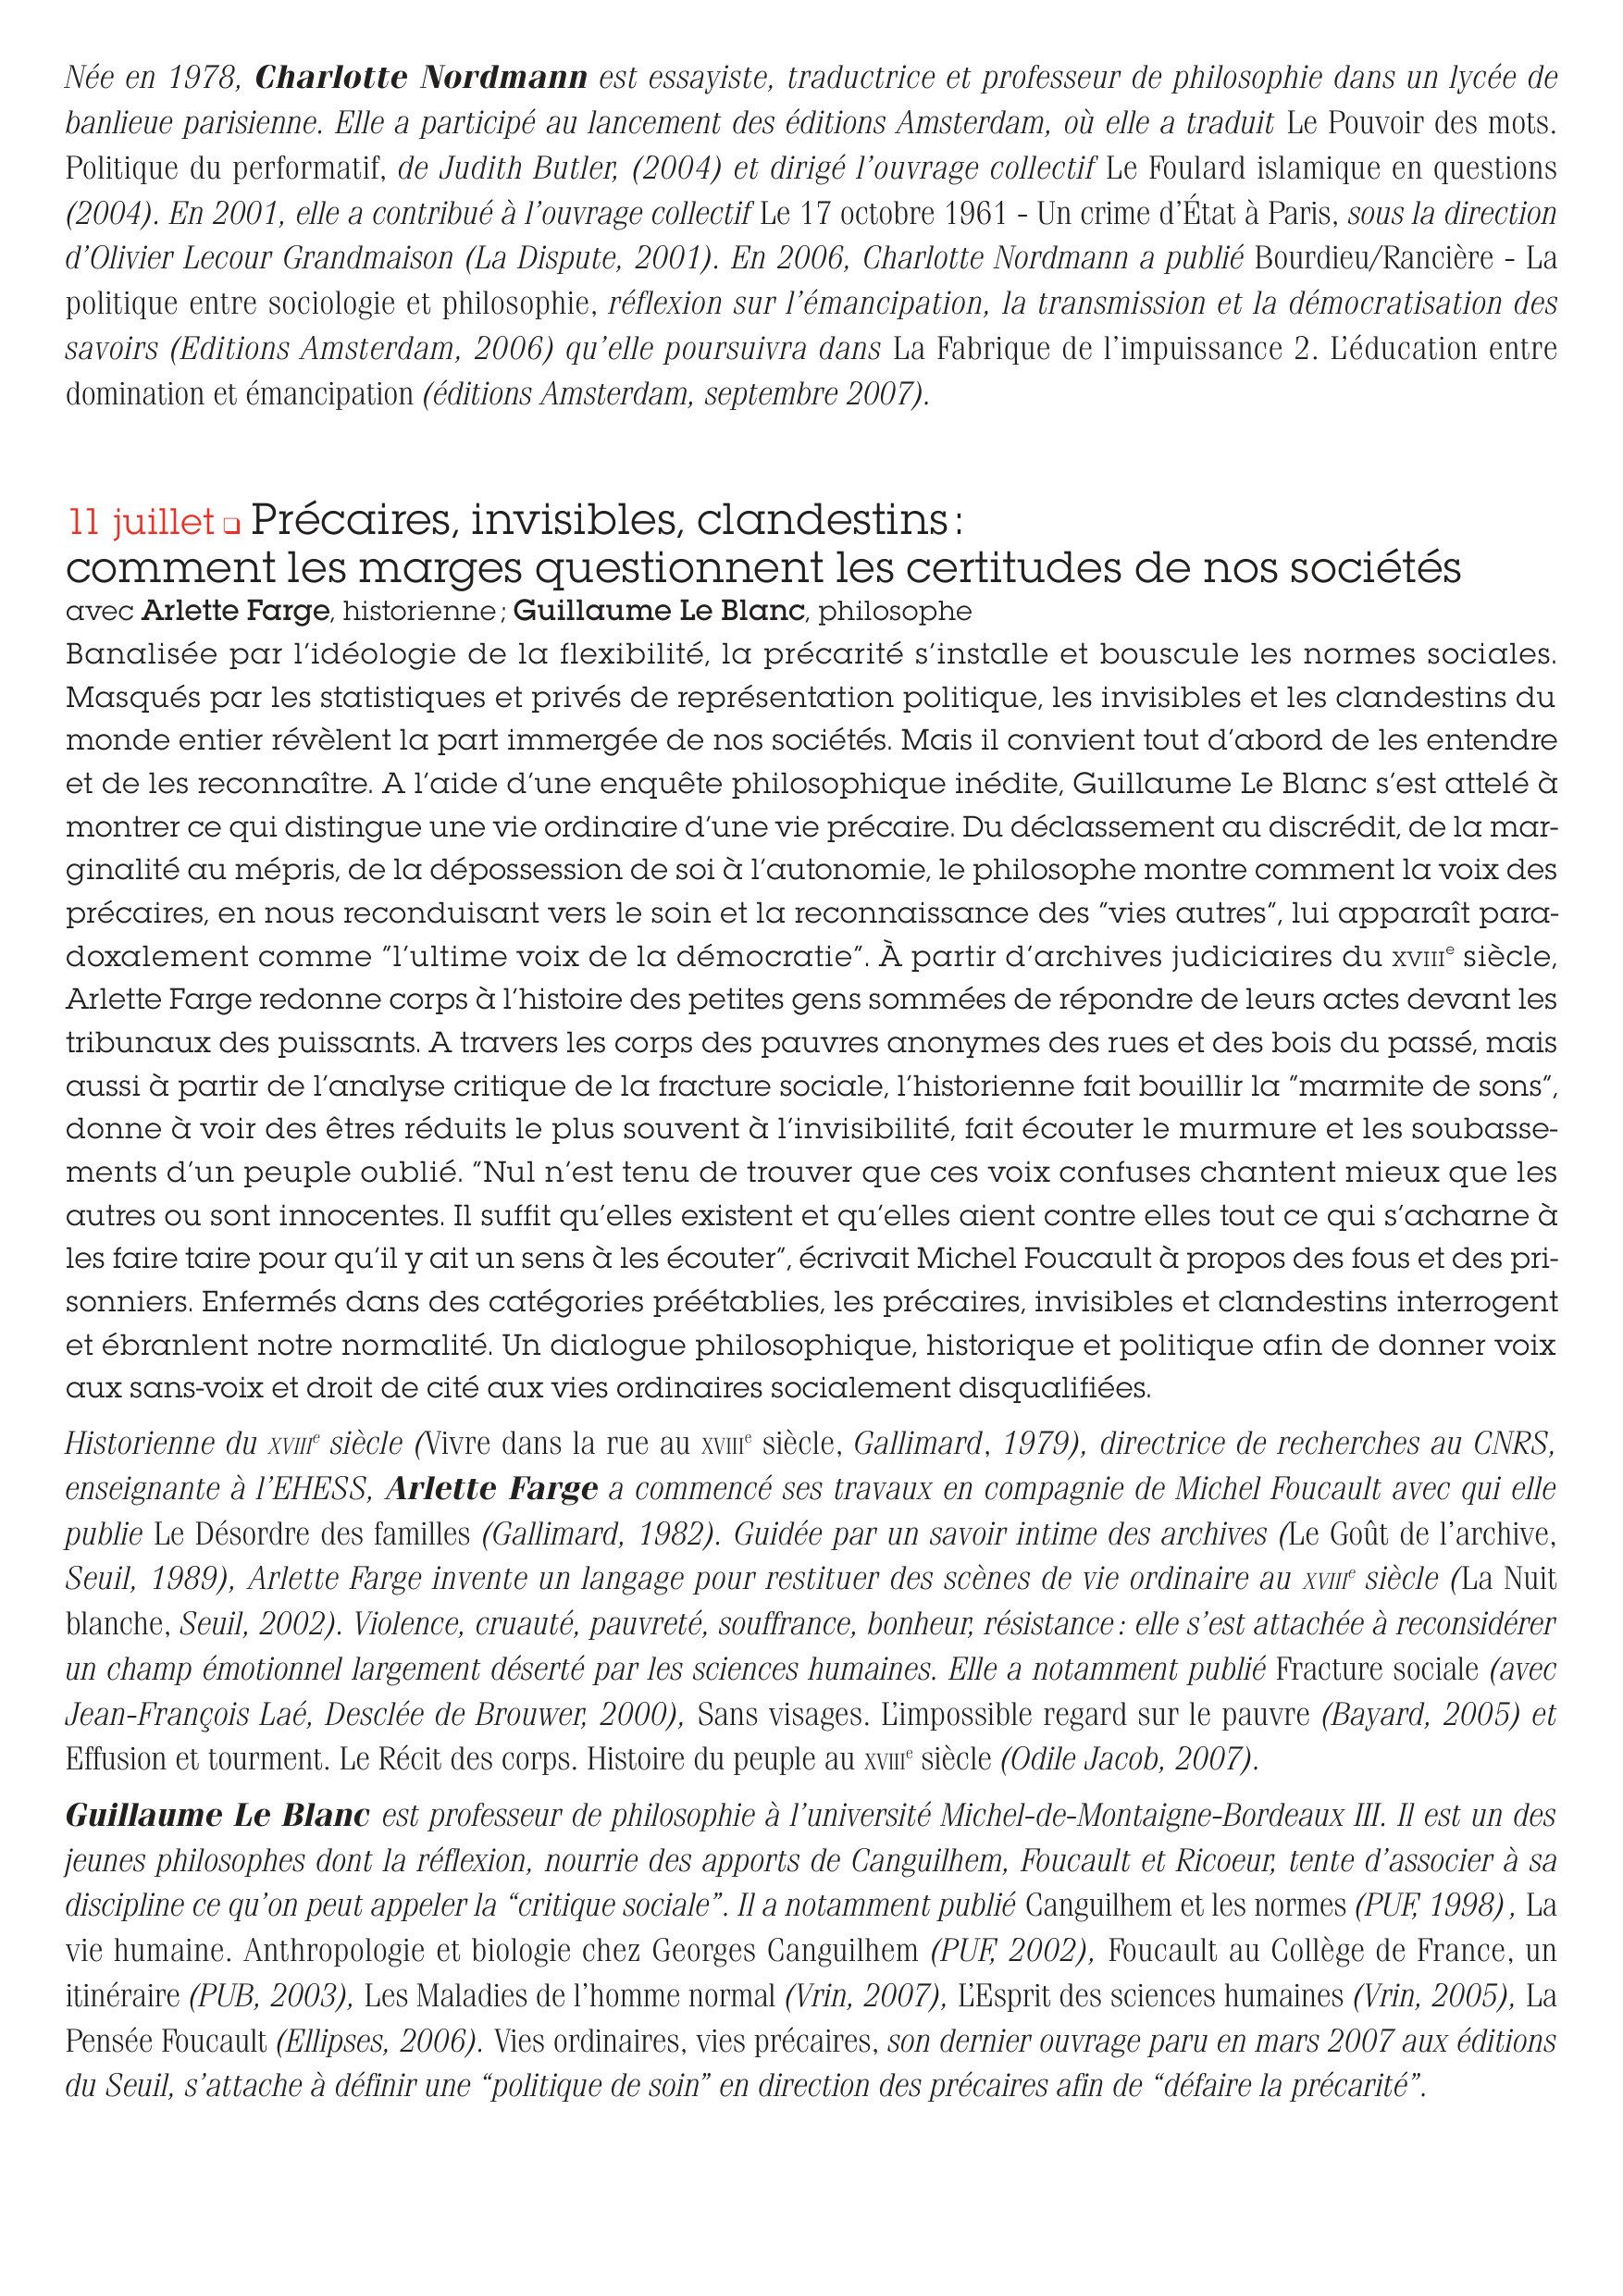 Née en 1978, Charlotte Nordmann est essayiste, traductrice et professeur de philosophie dans un lycée de
banlieue parisienne. Elle a participé au lancement des éditions Amsterdam, où elle a traduit Le Pouvoir des mots.
Politique du performatif, de Judith Butler, (2004) et dirigé l’ouvrage collectif Le Foulard islamique en questions
(2004). En 2001, elle a contribué à l’ouvrage collectif Le 17 octobre 1961 - Un crime d’État à Paris, sous la direction
d’Olivier Lecour Grandmaison (La Dispute, 2001). En 2006, Charlotte Nordmann a publié Bourdieu/Rancière - La
politique entre sociologie et philosophie, réflexion sur l’émancipation, la transmission et la démocratisation des
savoirs (Editions Amsterdam, 2006) qu’elle poursuivra dans La Fabrique de l’impuissance 2. L’éducation entre
domination et émancipation (éditions Amsterdam, septembre 2007).
11 juillet ❑ Précaires, invisibles, clandestins :
comment les marges questionnent les certitudes de nos sociétés
avec Arlette Farge, historienne ; Guillaume Le Blanc, philosophe
Banalisée par l’idéologie de la flexibilité, la précarité s’installe et bouscule les normes sociales.
Masqués par les statistiques et privés de représentation politique, les invisibles et les clandestins du
monde entier révèlent la part immergée de nos sociétés. Mais il convient tout d’abord de les entendre
et de les reconnaître. A l’aide d’une enquête philosophique inédite, Guillaume Le Blanc s’est attelé à
montrer ce qui distingue une vie ordinaire d’une vie précaire. Du déclassement au discrédit, de la mar-
ginalité au mépris, de la dépossession de soi à l’autonomie, le philosophe montre comment la voix des
précaires, en nous reconduisant vers le soin et la reconnaissance des “vies autres”, lui apparaît para-
doxalement comme “l’ultime voix de la démocratie”. À partir d’archives judiciaires du XVIIIe siècle,
Arlette Farge redonne corps à l’histoire des petites gens sommées de répondre de leurs actes devant les
tribunaux des puissants. A travers les corps des pauvres anonymes des rues et des bois du passé, mais
aussi à partir de l’analyse critique de la fracture sociale, l’historienne fait bouillir la “marmite de sons”,
donne à voir des êtres réduits le plus souvent à l’invisibilité, fait écouter le murmure et les soubasse-
ments d’un peuple oublié. “Nul n’est tenu de trouver que ces voix confuses chantent mieux que les
autres ou sont innocentes. Il suffit qu’elles existent et qu’elles aient contre elles tout ce qui s’acharne à
les faire taire pour qu’il y ait un sens à les écouter”, écrivait Michel Foucault à propos des fous et des pri-
sonniers. Enfermés dans des catégories préétablies, les précaires, invisibles et clandestins interrogent
et ébranlent notre normalité. Un dialogue philosophique, historique et politique afin de donner voix
aux sans-voix et droit de cité aux vies ordinaires socialement disqualifiées.
Historienne du XVIIIe siècle (Vivre dans la rue au XVIIIe siècle, Gallimard, 1979), directrice de recherches au CNRS,
enseignante à l’EHESS, Arlette Farge a commencé ses travaux en compagnie de Michel Foucault avec qui elle
publie Le Désordre des familles (Gallimard, 1982). Guidée par un savoir intime des archives (Le Goût de l’archive,
Seuil, 1989), Arlette Farge invente un langage pour restituer des scènes de vie ordinaire au XVIIIe siècle (La Nuit
blanche, Seuil, 2002). Violence, cruauté, pauvreté, souffrance, bonheur, résistance : elle s’est attachée à reconsidérer
un champ émotionnel largement déserté par les sciences humaines. Elle a notamment publié Fracture sociale (avec
Jean-François Laé, Desclée de Brouwer, 2000), Sans visages. L’impossible regard sur le pauvre (Bayard, 2005) et
Effusion et tourment. Le Récit des corps. Histoire du peuple au XVIIIe siècle (Odile Jacob, 2007).
Guillaume Le Blanc est professeur de philosophie à l’université Michel-de-Montaigne-Bordeaux III. Il est un des
jeunes philosophes dont la réflexion, nourrie des apports de Canguilhem, Foucault et Ricoeur, tente d’associer à sa
discipline ce qu’on peut appeler la “critique sociale”. Il a notamment publié Canguilhem et les normes (PUF, 1998), La
vie humaine. Anthropologie et biologie chez Georges Canguilhem (PUF, 2002), Foucault au Collège de France, un
itinéraire (PUB, 2003), Les Maladies de l’homme normal (Vrin, 2007), L’Esprit des sciences humaines (Vrin, 2005), La
Pensée Foucault (Ellipses, 2006). Vies ordinaires, vies précaires, son dernier ouvrage paru en mars 2007 aux éditions
du Seuil, s’attache à définir une “politique de soin” en direction des précaires afin de “défaire la précarité”.